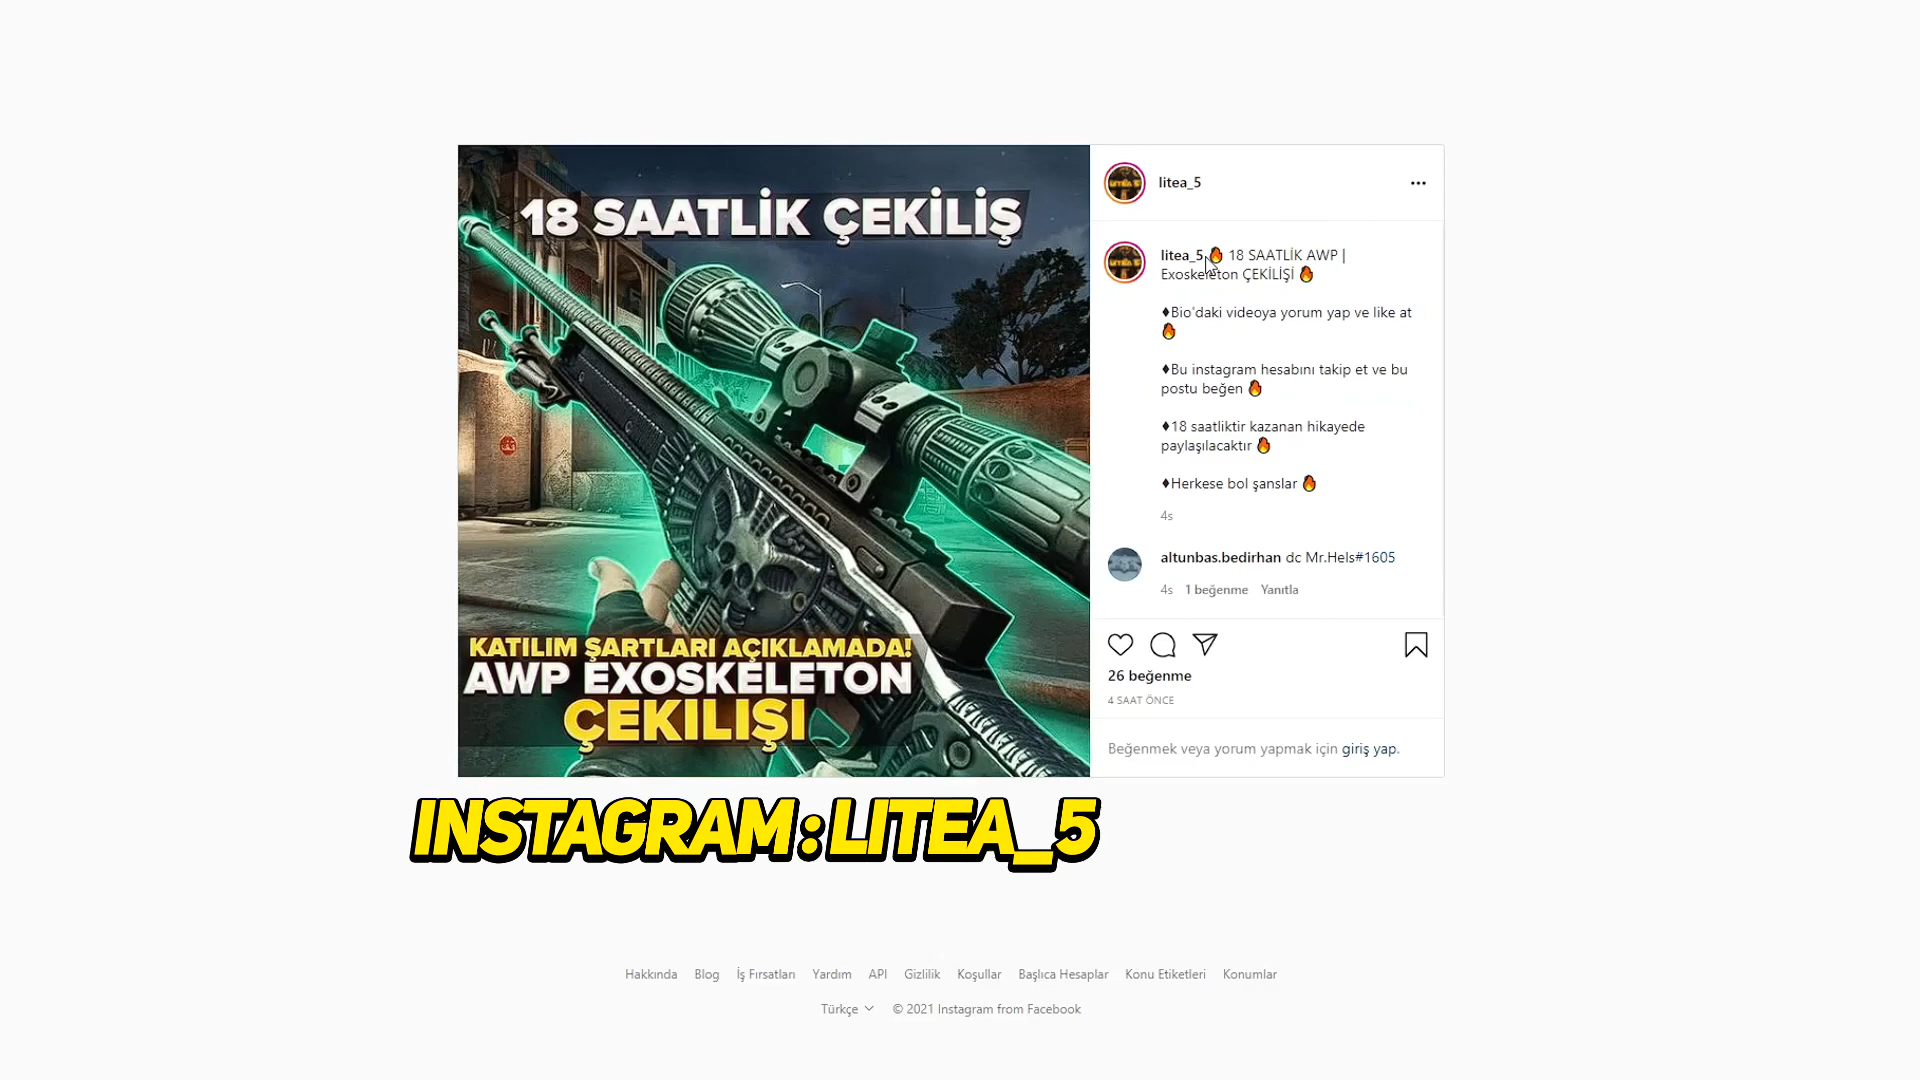 18 SAATLİK ÇEKİLİŞ
KATILIM ŞARTLARI AÇIKLAMADA!
AWP EXOSKELETON
ÇEKİLİŞİ
litea_5
litea_5 🔥 18 SAATLİK AWP |
Exoskeleton ÇEKİLİŞİ 🔥
♦Bio'daki videoya yorum yap ve like at
🔥
♦Bu instagram hesabını takip et ve bu
postu beğen 🔥
♦18 saatliktir kazanan hikayede
paylaşılacaktır 🔥
♦Herkese bol şanslar 🔥
4s
altunbas.bedirhan dc Mr.Hels#1605
4s 1 beğenme Yanıtla
26 beğenme
4 SAAT ÖNCE
Beğenmek veya yorum yapmak için giriş yap.
INSTAGRAM : LITEA_5
Hakkında Blog İş Fırsatları Yardım API Gizlilik Koşullar Başlıca Hesaplar Konu Etiketleri Konumlar
Türkçe © 2021 Instagram from Facebook